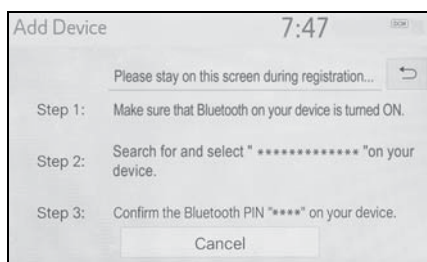 Add Device 7:47 DCM
Please stay on this screen during registration...
Step 1: Make sure that Bluetooth on your device is turned ON.
Step 2: Search for and select " ************* "on your
device.
Step 3: Confirm the Bluetooth PIN "****" on your device.
Cancel